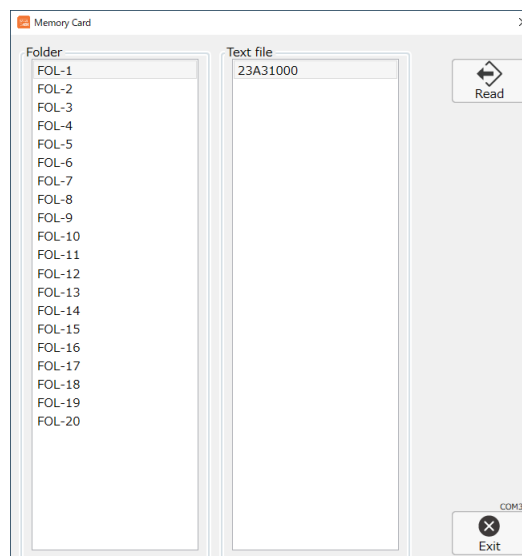 Memory Card
Folder
FOL-1
FOL-2
FOL-3
FOL-4
FOL-5
FOL-6
FOL-7
FOL-8
FOL-9
FOL-10
FOL-11
FOL-12
FOL-13
FOL-14
FOL-15
FOL-16
FOL-17
FOL-18
FOL-19
FOL-20
Text file
23A31000
Read
COM3
Exit